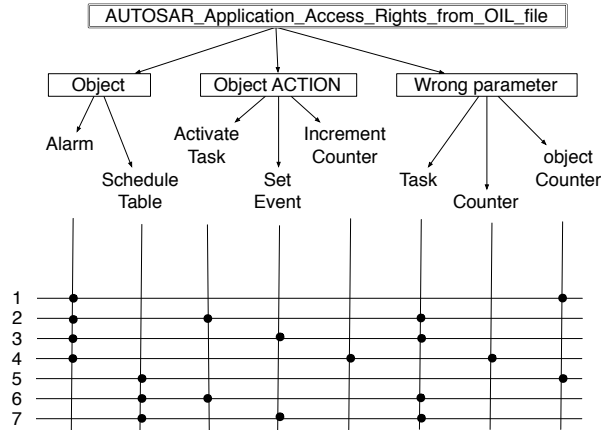 AUTOSAR_Application_Access_Rights_from_OIL_file
Object
Object ACTION
Wrong parameter
Alarm
Schedule
Table
Activate
Task
Set
Event
Increment
Counter
Task
Counter
object
Counter
1
2
3
4
5
6
7